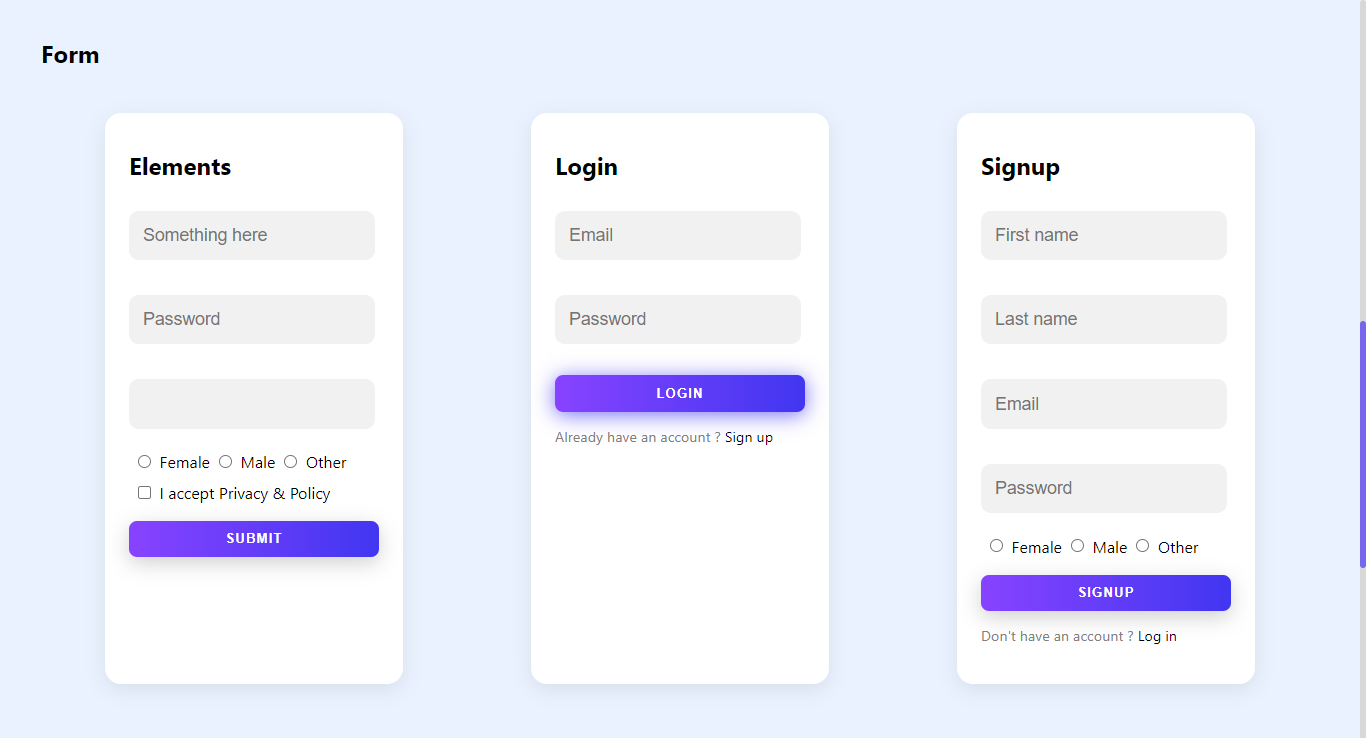 Form
Elements
Something here
Password
Female Male Other
I accept Privacy & Policy
SUBMIT
Login
Email
Password
LOGIN
Already have an account ? Sign up
Signup
First name
Last name
Email
Password
Female Male Other
SIGNUP
Don't have an account ? Log in